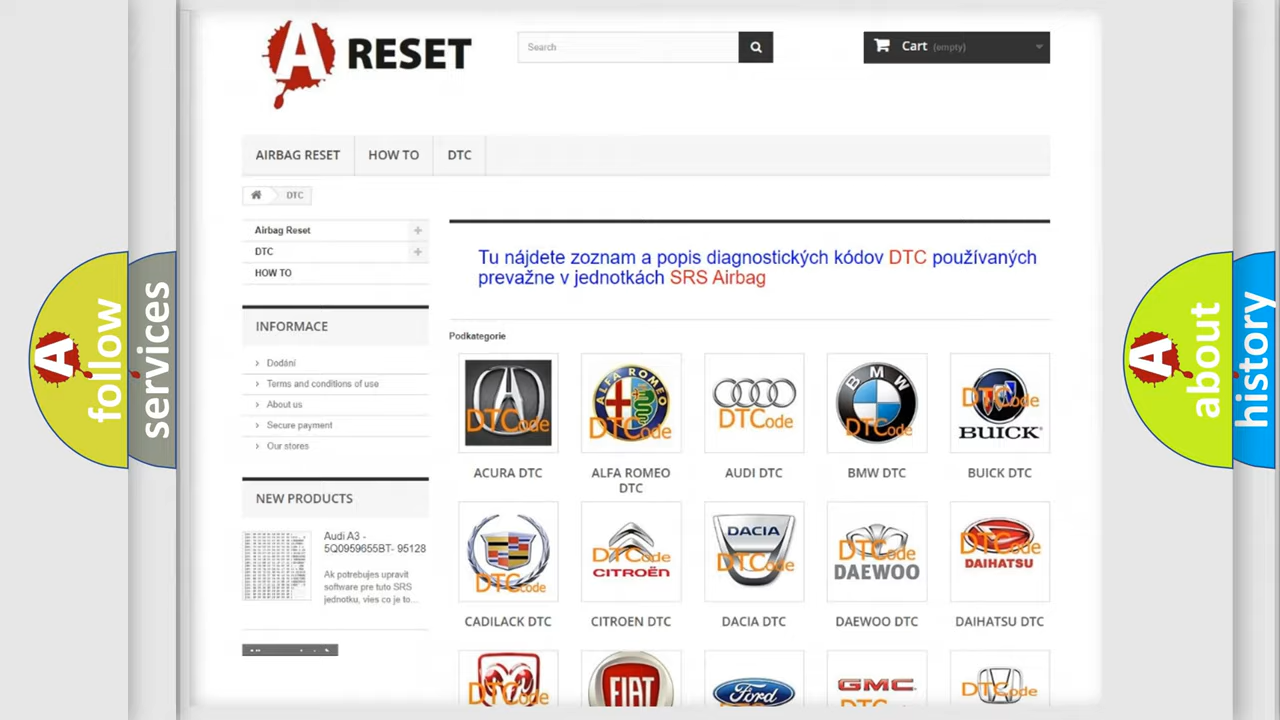 A RESET
Search
Cart (empty)
AIRBAG RESET
HOW TO
DTC
DTC
Airbag Reset
DTC
HOW TO
INFORMACE
Dodání
Terms and conditions of use
About us
Secure payment
Our stores
NEW PRODUCTS
Audi A3 -
5Q0959655BT- 95128
Ak potrebujes upravit
software pre tuto SRS
jednotku, vies co je to...
Tu nájdete zoznam a popis diagnostických kódov DTC používaných
prevažne v jednotkách SRS Airbag
Podkategorie
DTCode
ALFA ROMEO
DTCode
DTCode
BMW
DTCode
DTCode
BUICK
ACURA DTC
ALFA ROMEO
DTC
AUDI DTC
BMW DTC
BUICK DTC
DTCode
DTCode
CITROËN
DACIA
DTCode
DTCode
DAEWOO
DTCode
DAIHATSU
CADILACK DTC
CITROEN DTC
DACIA DTC
DAEWOO DTC
DAIHATSU DTC
DTCode
FIAT
Ford
GMC
DTCode
A follow
services
A about
history